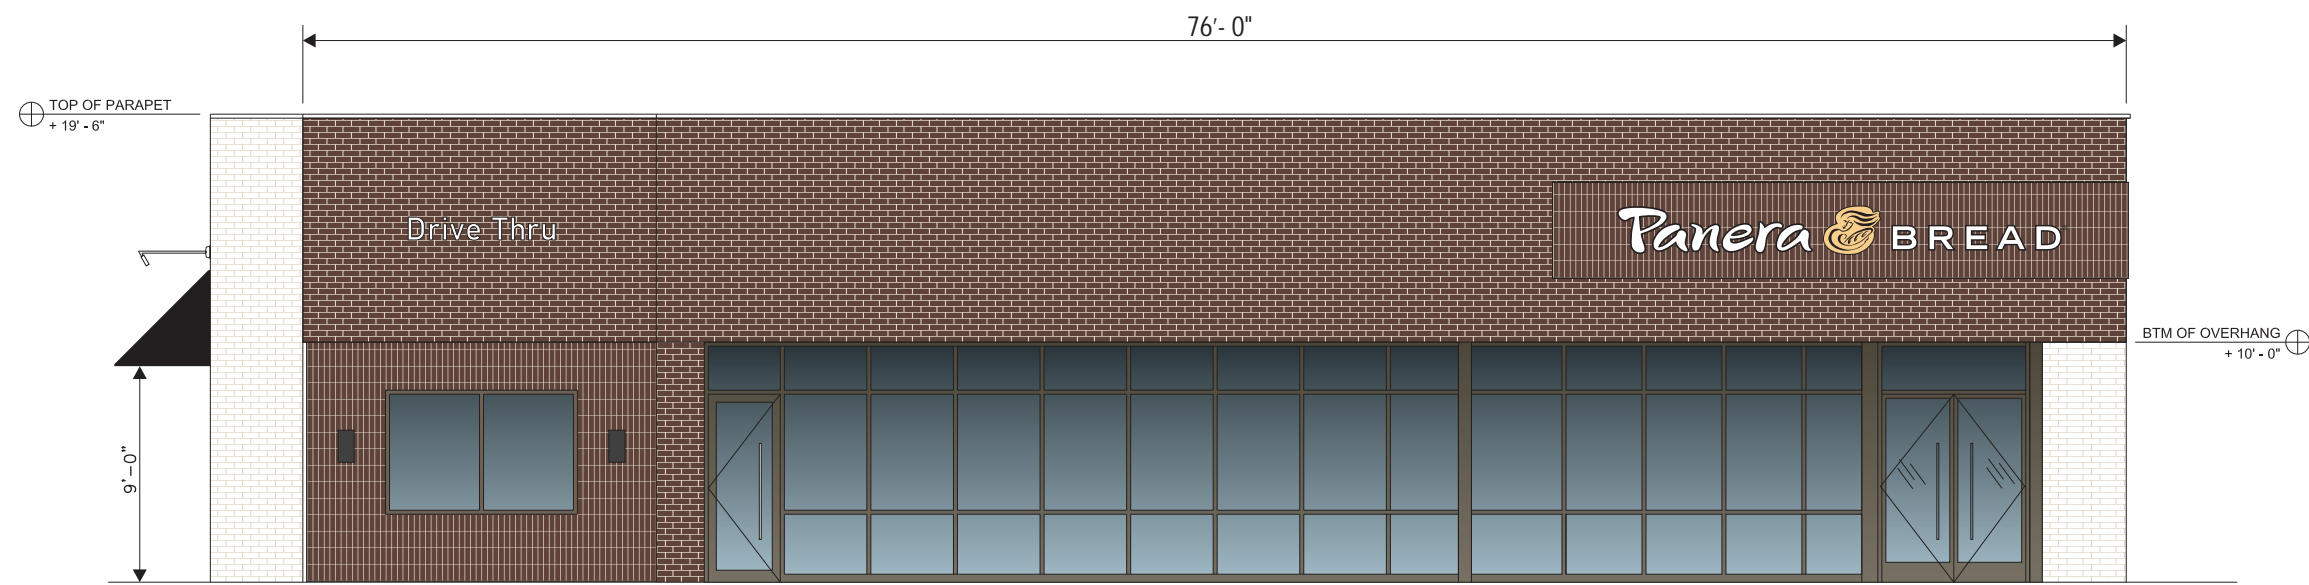 76'- 0"
TOP OF PARAPET
+ 19' - 6"
Drive Thru
Panera BREAD
BTM OF OVERHANG
+ 10' - 0"
9'-0"